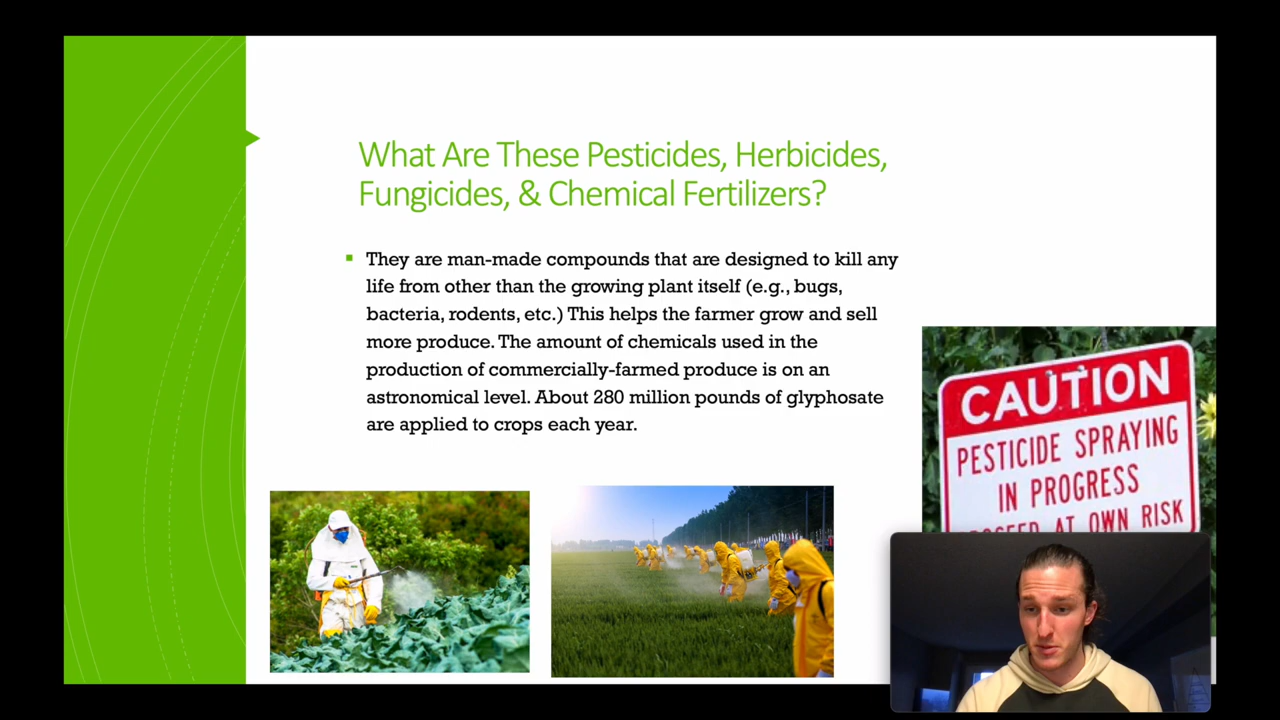 What Are These Pesticides, Herbicides,
Fungicides, & Chemical Fertilizers?
They are man-made compounds that are designed to kill any
life from other than the growing plant itself (e.g., bugs,
bacteria, rodents, etc.) This helps the farmer grow and sell
more produce. The amount of chemicals used in the
production of commercially-farmed produce is on an
astronomical level. About 280 million pounds of glyphosate
are applied to crops each year.
CAUTION
PESTICIDE SPRAYING
IN PROGRESS
AT OWN RISK